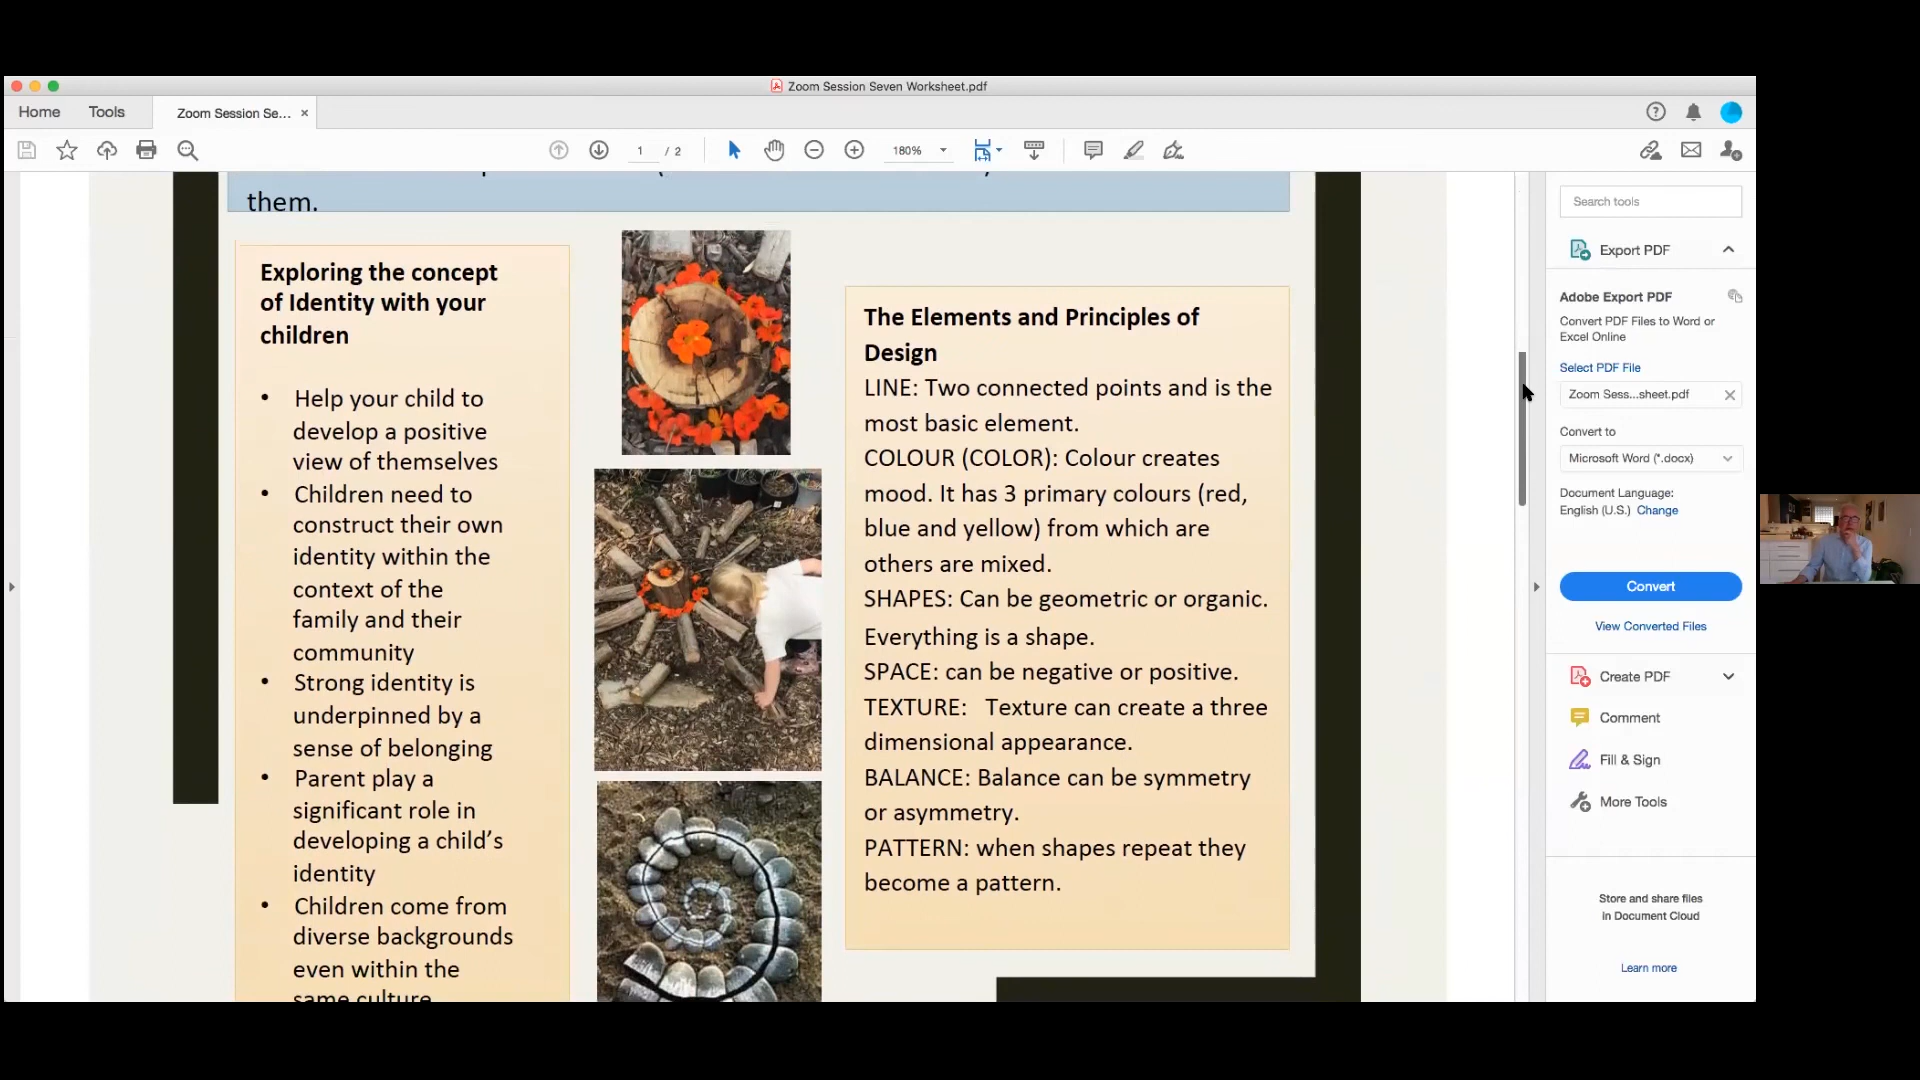 Zoom Session Seven Worksheet.pdf
Home
Tools
Zoom Session Se...
1 / 2
180%
them.
Exploring the concept
of Identity with your
children
• Help your child to
develop a positive
view of themselves
• Children need to
construct their own
identity within the
context of the
family and their
community
• Strong identity is
underpinned by a
sense of belonging
• Parent play a
significant role in
developing a child's
identity
• Children come from
diverse backgrounds
even within the
same culture
The Elements and Principles of
Design
LINE: Two connected points and is the
most basic element.
COLOUR (COLOR): Colour creates
mood. It has 3 primary colours (red,
blue and yellow) from which are
others are mixed.
SHAPES: Can be geometric or organic.
Everything is a shape.
SPACE: can be negative or positive.
TEXTURE: Texture can create a three
dimensional appearance.
BALANCE: Balance can be symmetry
or asymmetry.
PATTERN: when shapes repeat they
become a pattern.
Search tools
Export PDF
Adobe Export PDF
Convert PDF Files to Word or
Excel Online
Select PDF File
Zoom Sess...sheet.pdf
Convert to
Microsoft Word (*.docx)
Document Language:
English (U.S.) Change
Convert
View Converted Files
Create PDF
Comment
Fill & Sign
More Tools
Store and share files
in Document Cloud
Learn more